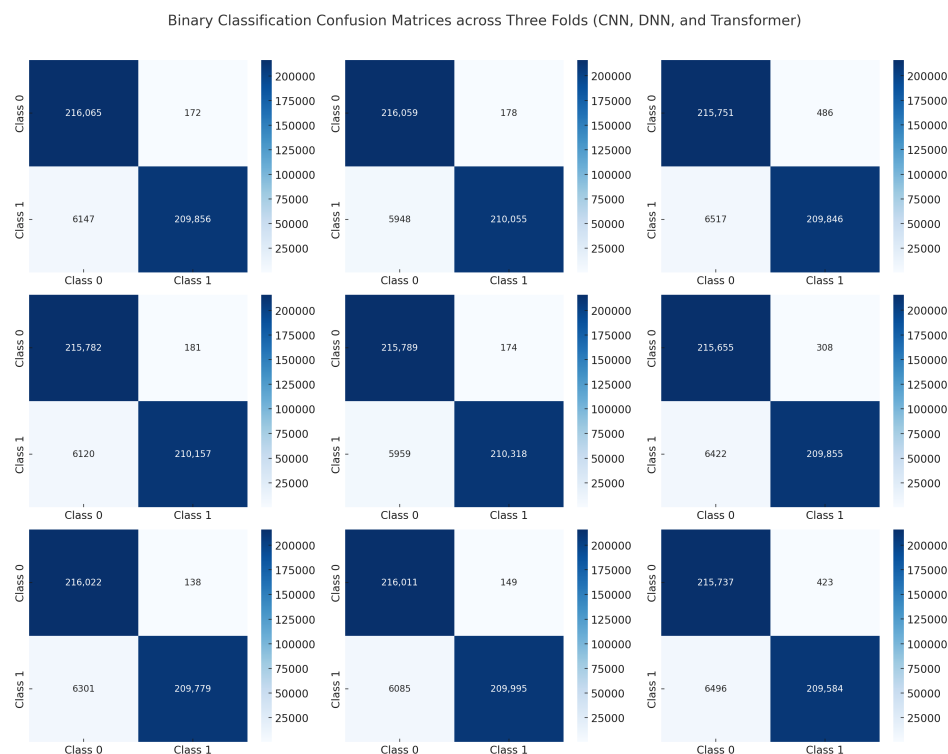 Binary Classification Confusion Matrices across Three Folds (CNN, DNN, and Transformer)
Class 0
216,065
172
Class 1
6147
209,856
Class 0
Class 1
200000
175000
150000
125000
100000
75000
50000
25000
Class 0
216,059
178
Class 1
5948
210,055
Class 0
Class 1
200000
175000
150000
125000
100000
75000
50000
25000
Class 0
215,751
486
Class 1
6517
209,846
Class 0
Class 1
200000
175000
150000
125000
100000
75000
50000
25000
Class 0
215,782
181
Class 1
6120
210,157
Class 0
Class 1
200000
175000
150000
125000
100000
75000
50000
25000
Class 0
215,789
174
Class 1
5959
210,318
Class 0
Class 1
200000
175000
150000
125000
100000
75000
50000
25000
Class 0
215,655
308
Class 1
6422
209,855
Class 0
Class 1
200000
175000
150000
125000
100000
75000
50000
25000
Class 0
216,022
138
Class 1
6301
209,779
Class 0
Class 1
200000
175000
150000
125000
100000
75000
50000
25000
Class 0
216,011
149
Class 1
6085
209,995
Class 0
Class 1
200000
175000
150000
125000
100000
75000
50000
25000
Class 0
215,737
423
Class 1
6496
209,584
Class 0
Class 1
200000
175000
150000
125000
100000
75000
50000
25000